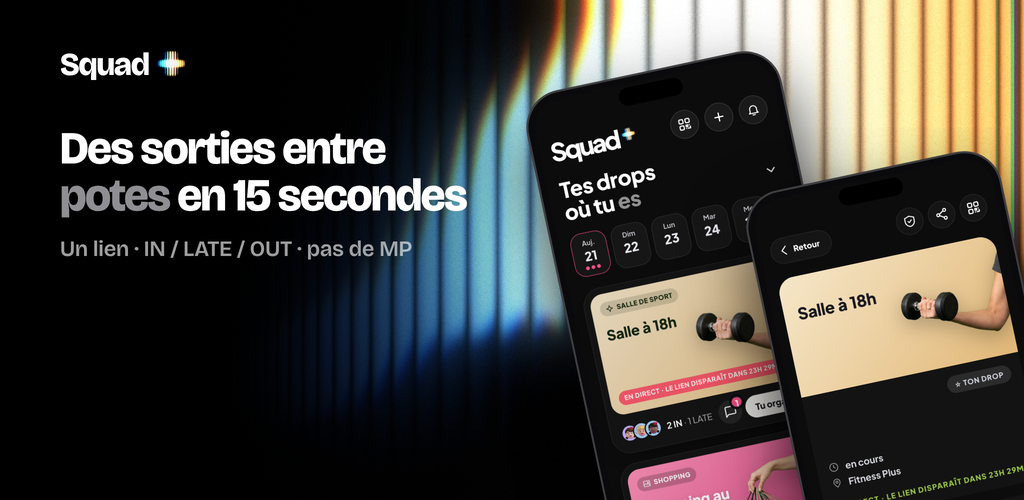 Squad
Des sorties entre
potes en 15 secondes
Un lien · IN / LATE / OUT · pas de MP
Squad
Tes drops
où tu es
Auj.
21
Dim
22
Lun
23
Mar
24
SALLE DE SPORT
Salle à 18h
EN DIRECT · LE LIEN DISPARAÎT DANS 23H
2 IN · 1 LATE
1
Tu
SHOPPING
au
Retour
Salle à 18h
TON DROP
en cours
Fitness Plus
LE LIEN DISPARAÎT DANS 23H 29M